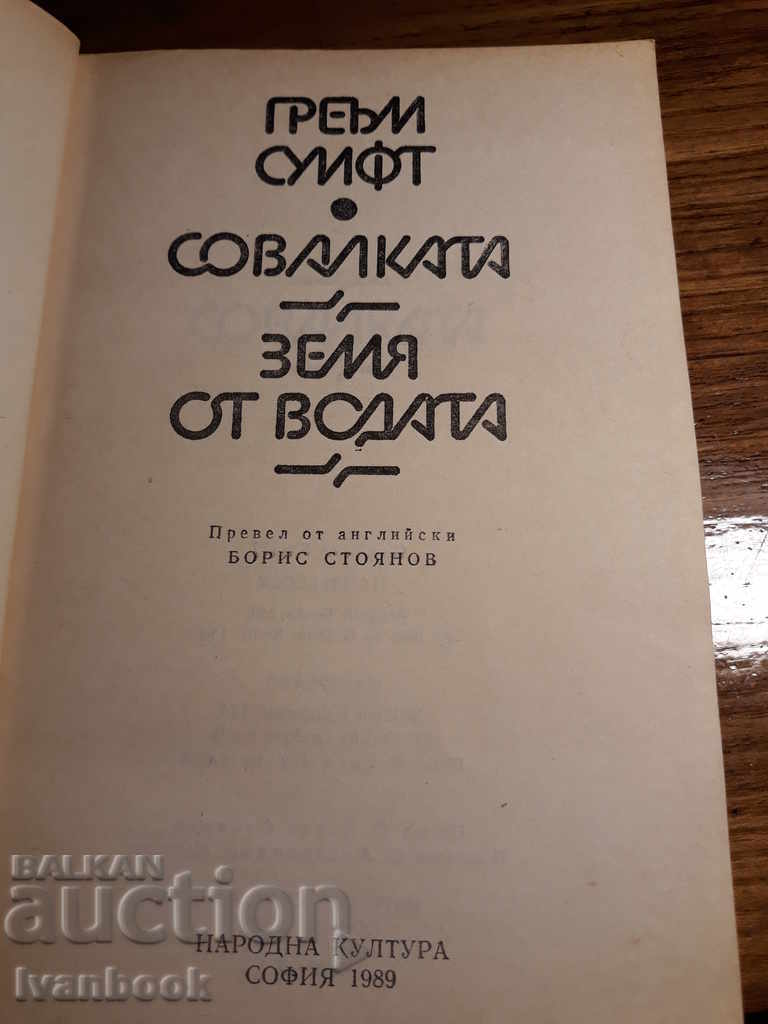 ГРЕЪМ
СУИФТ
•
СОВАЛКАТА
ЗЕМЯ
ОТ ВОДАТА
Превел от английски
БОРИС СТОЯНОВ
BALKAN
auction
НАРОДНА КУЛТУРА
СОФИЯ 1989
Ivanbook